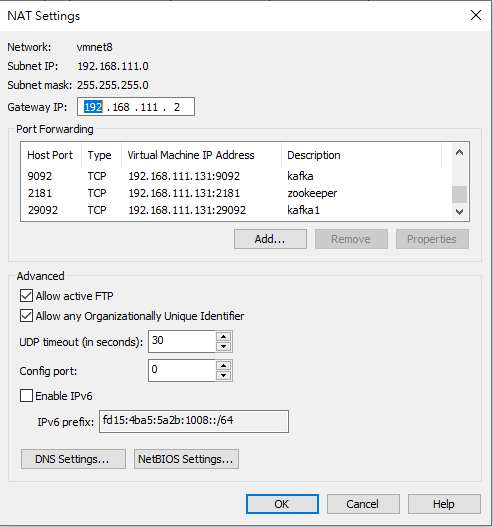 NAT Settings
Network: vmnet8
Subnet IP: 192.168.111.0
Subnet mask: 255.255.255.0
Gateway IP: 192 . 168 . 111 . 2
Port Forwarding
Host Port Type Virtual Machine IP Address Description
9092 TCP 192.168.111.131:9092 kafka
2181 TCP 192.168.111.131:2181 zookeeper
29092 TCP 192.168.111.131:29092 kafka1
Add... Remove Properties
Advanced
Allow active FTP
Allow any Organizationally Unique Identifier
UDP timeout (in seconds): 30
Config port: 0
Enable IPv6
IPv6 prefix: fd15:4ba5:5a2b:1008::/64
DNS Settings... NetBIOS Settings...
OK Cancel Help